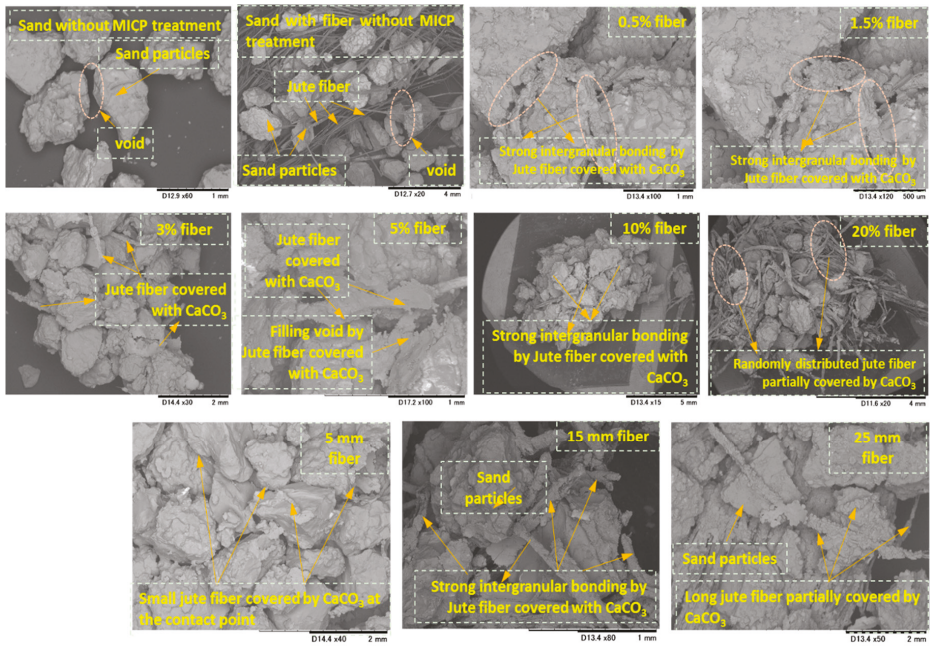 Sand without MICP treatment
Sand particles
void
D12.9 x60 1 mm
Sand with fiber without MICP
treatment
Jute fiber
Sand particles
void
D12.7 x20 4 mm
0.5% fiber
Strong intergranular bonding by
Jute fiber covered with CaCO₃
D13.4 x100 1 mm
1.5% fiber
Strong intergranular bonding by
Jute fiber covered with CaCO₃
D13.4 x120 500 um
3% fiber
Jute fiber covered
with CaCO₃
D14.4 x30 2 mm
5% fiber
Jute fiber
covered
with CaCO₃
Filling void by
Jute fiber covered
with CaCO₃
D17.2 x100 1 mm
10% fiber
Strong intergranular bonding
by Jute fiber covered with
CaCO₃
D13.4 x15 5 mm
20% fiber
Randomly distributed jute fiber
partially covered by CaCO₃
D11.6 x20 4 mm
5 mm
fiber
Small jute fiber covered by CaCO₃ at
the contact point
D14.4 x40 2 mm
15 mm fiber
Sand
particles
Strong intergranular bonding by
Jute fiber covered with CaCO₃
D13.4 x80 1 mm
25 mm
fiber
Sand particles
Long jute fiber partially covered by
CaCO₃
D13.4 x50 2 mm